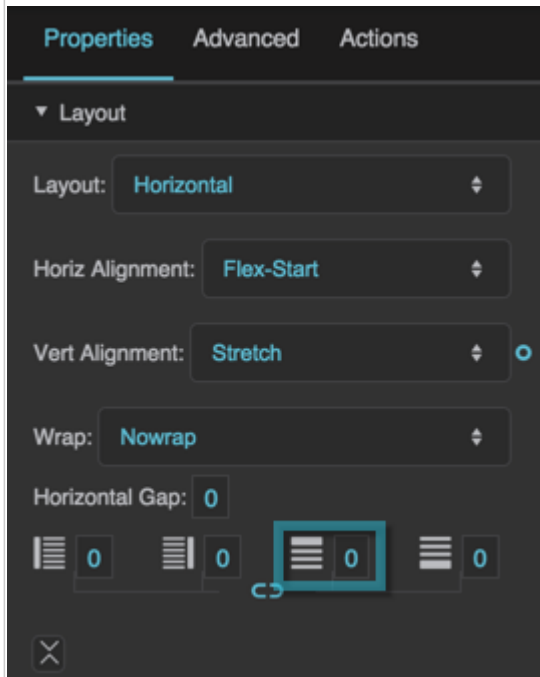 Properties Advanced Actions
Layout
Layout: Horizontal
Horiz Alignment: Flex-Start
Vert Alignment: Stretch
Wrap: Nowrap
Horizontal Gap: 0
0 0 0 0